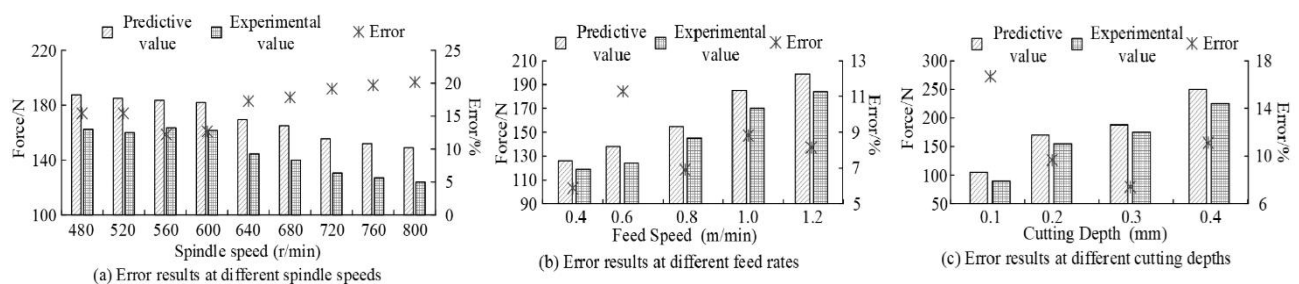 Predictive value
Experimental value
Error
220
180
140
100
25
20
15
10
5
0
Force/N
Error/%
480 520 560 600 640 680 720 760 800
Spindle speed (r/min)
(a) Error results at different spindle speeds
Predictive value
Experimental value
Error
210
190
170
150
130
110
90
13
11
9
7
5
Force/N
Error/%
0.4 0.6 0.8 1.0 1.2
Feed Speed (m/min)
(b) Error results at different feed rates
Predictive value
Experimental value
Error
300
250
200
150
100
50
18
14
10
6
Force/N
Error/%
0.1 0.2 0.3 0.4
Cutting Depth (mm)
(c) Error results at different cutting depths